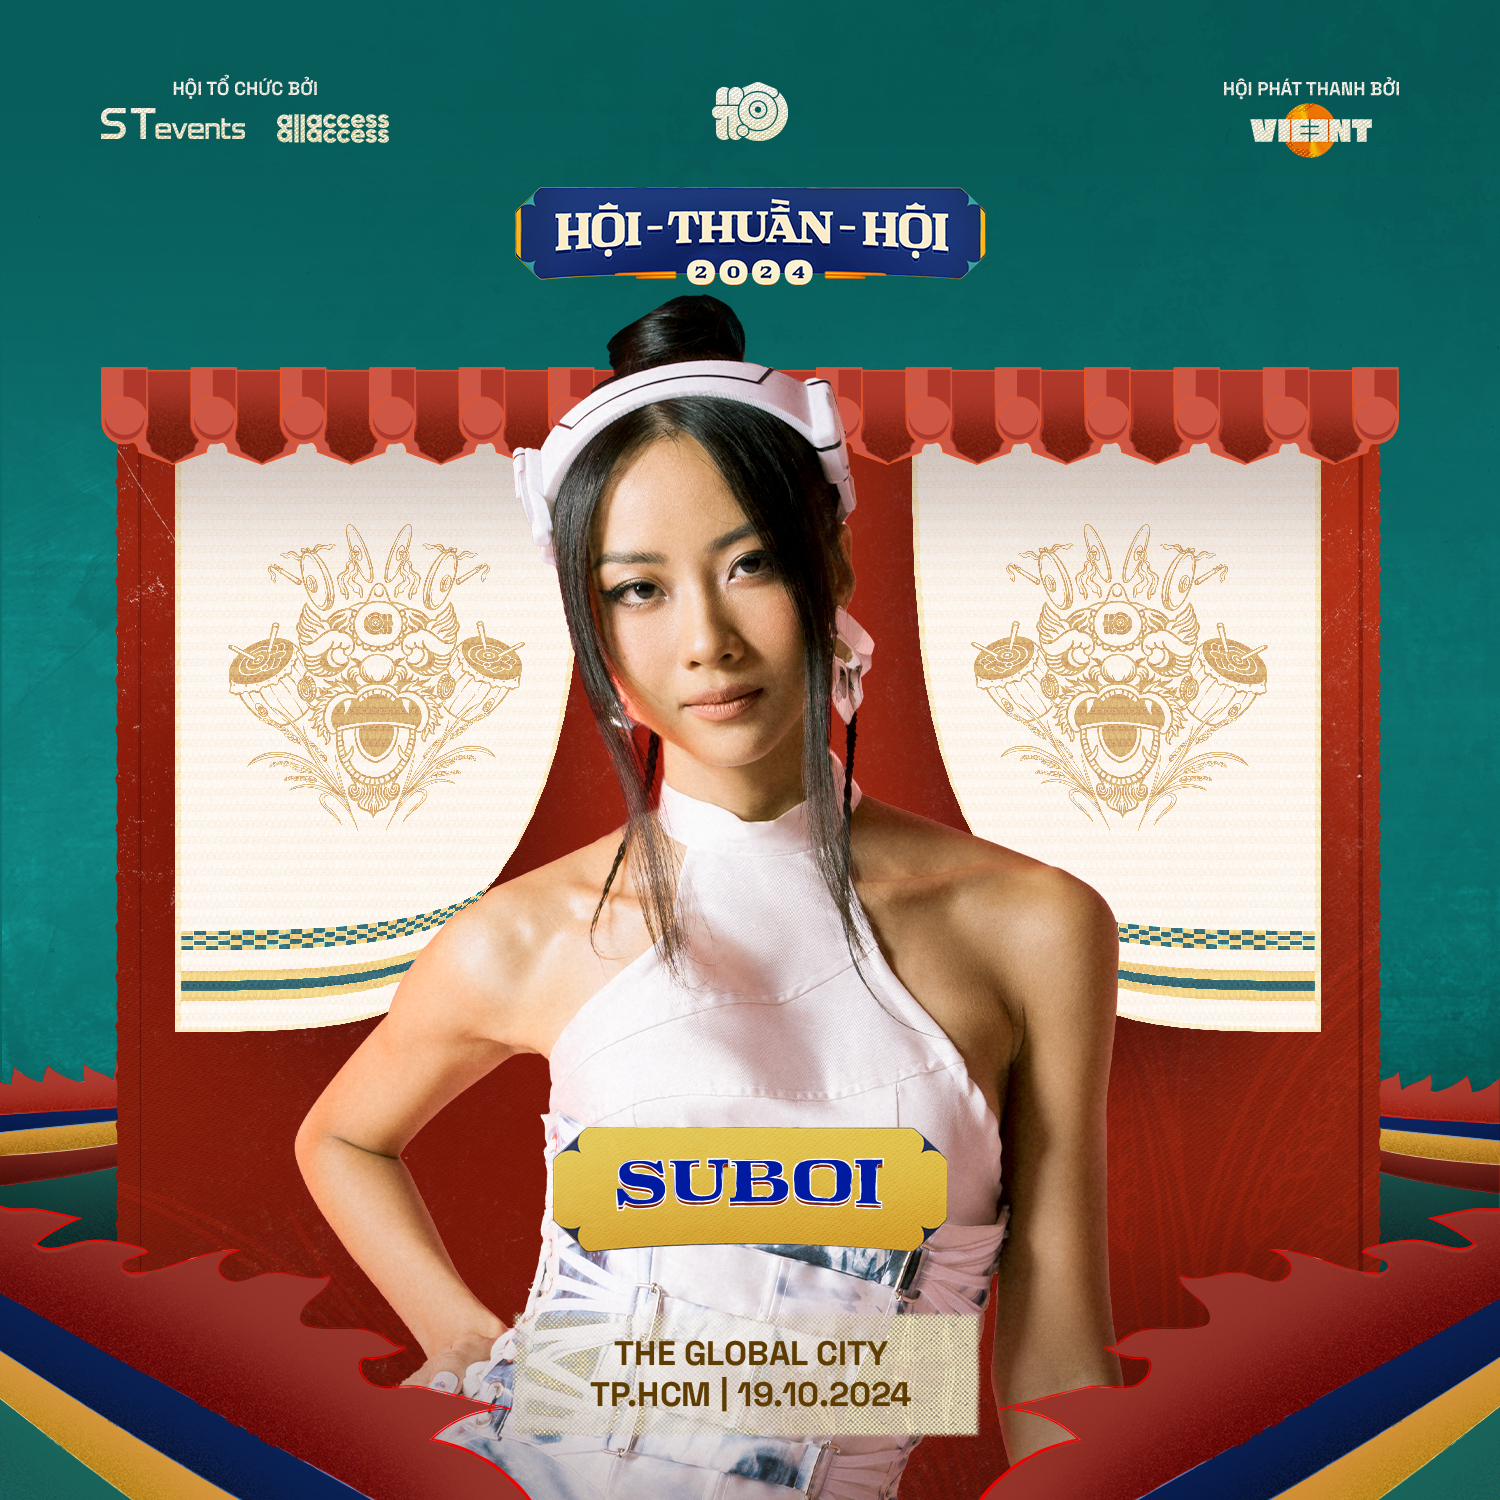 HỘI TỔ CHỨC BỞI
STevents
allaccess
allaccess
HỘI PHÁT THANH BỞI
VIEENT
HỘI - THUẦN - HỘI
2024
SUBOI
THE GLOBAL CITY
TP.HCM | 19.10.2024